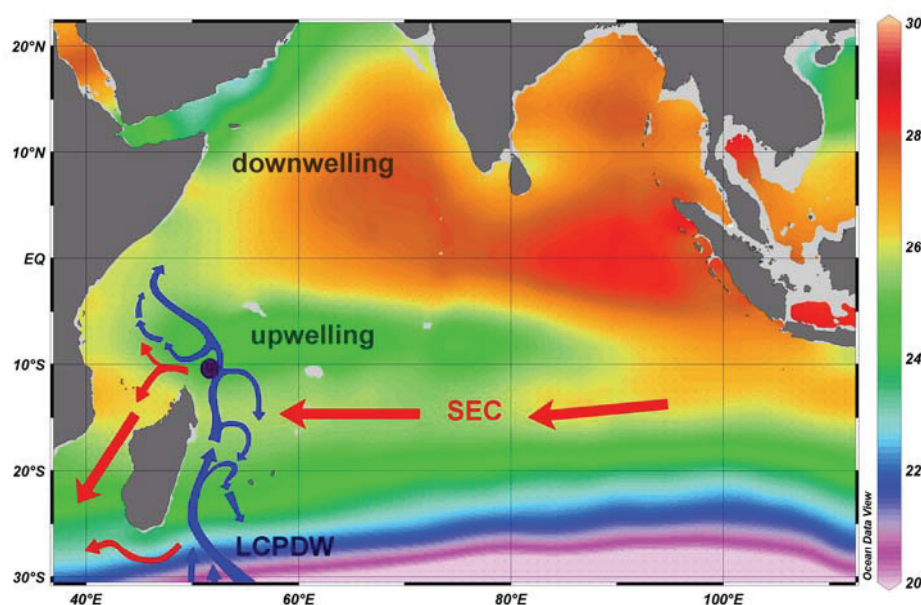 20°N
10°N
EQ
10°S
20°S
30°S
40°E
60°E
80°E
100°E
downwelling
upwelling
SEC
LCPDW
Ocean Data View
30
28
26
24
22
20